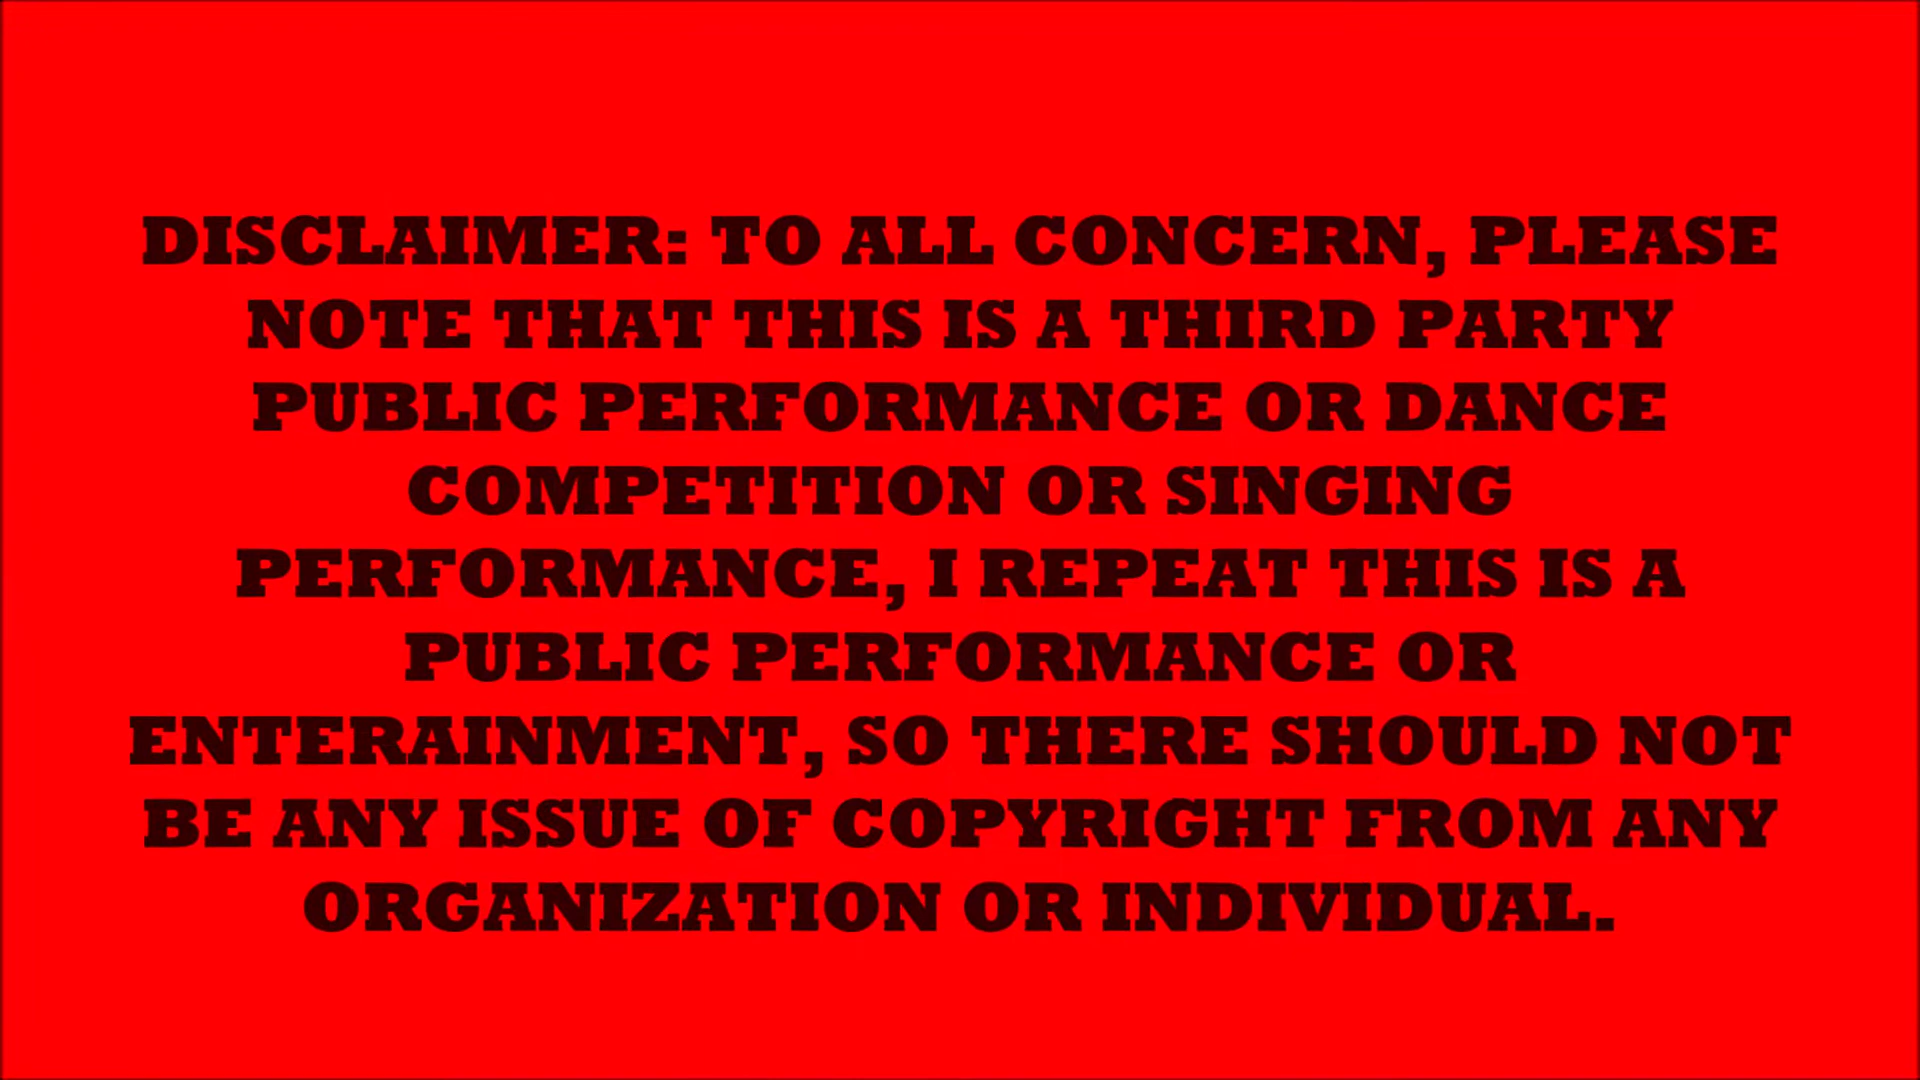 DISCLAIMER: TO ALL CONCERN, PLEASE
NOTE THAT THIS IS A THIRD PARTY
PUBLIC PERFORMANCE OR DANCE
COMPETITION OR SINGING
PERFORMANCE, I REPEAT THIS IS A
PUBLIC PERFORMANCE OR
ENTERAINMENT, SO THERE SHOULD NOT
BE ANY ISSUE OF COPYRIGHT FROM ANY
ORGANIZATION OR INDIVIDUAL.